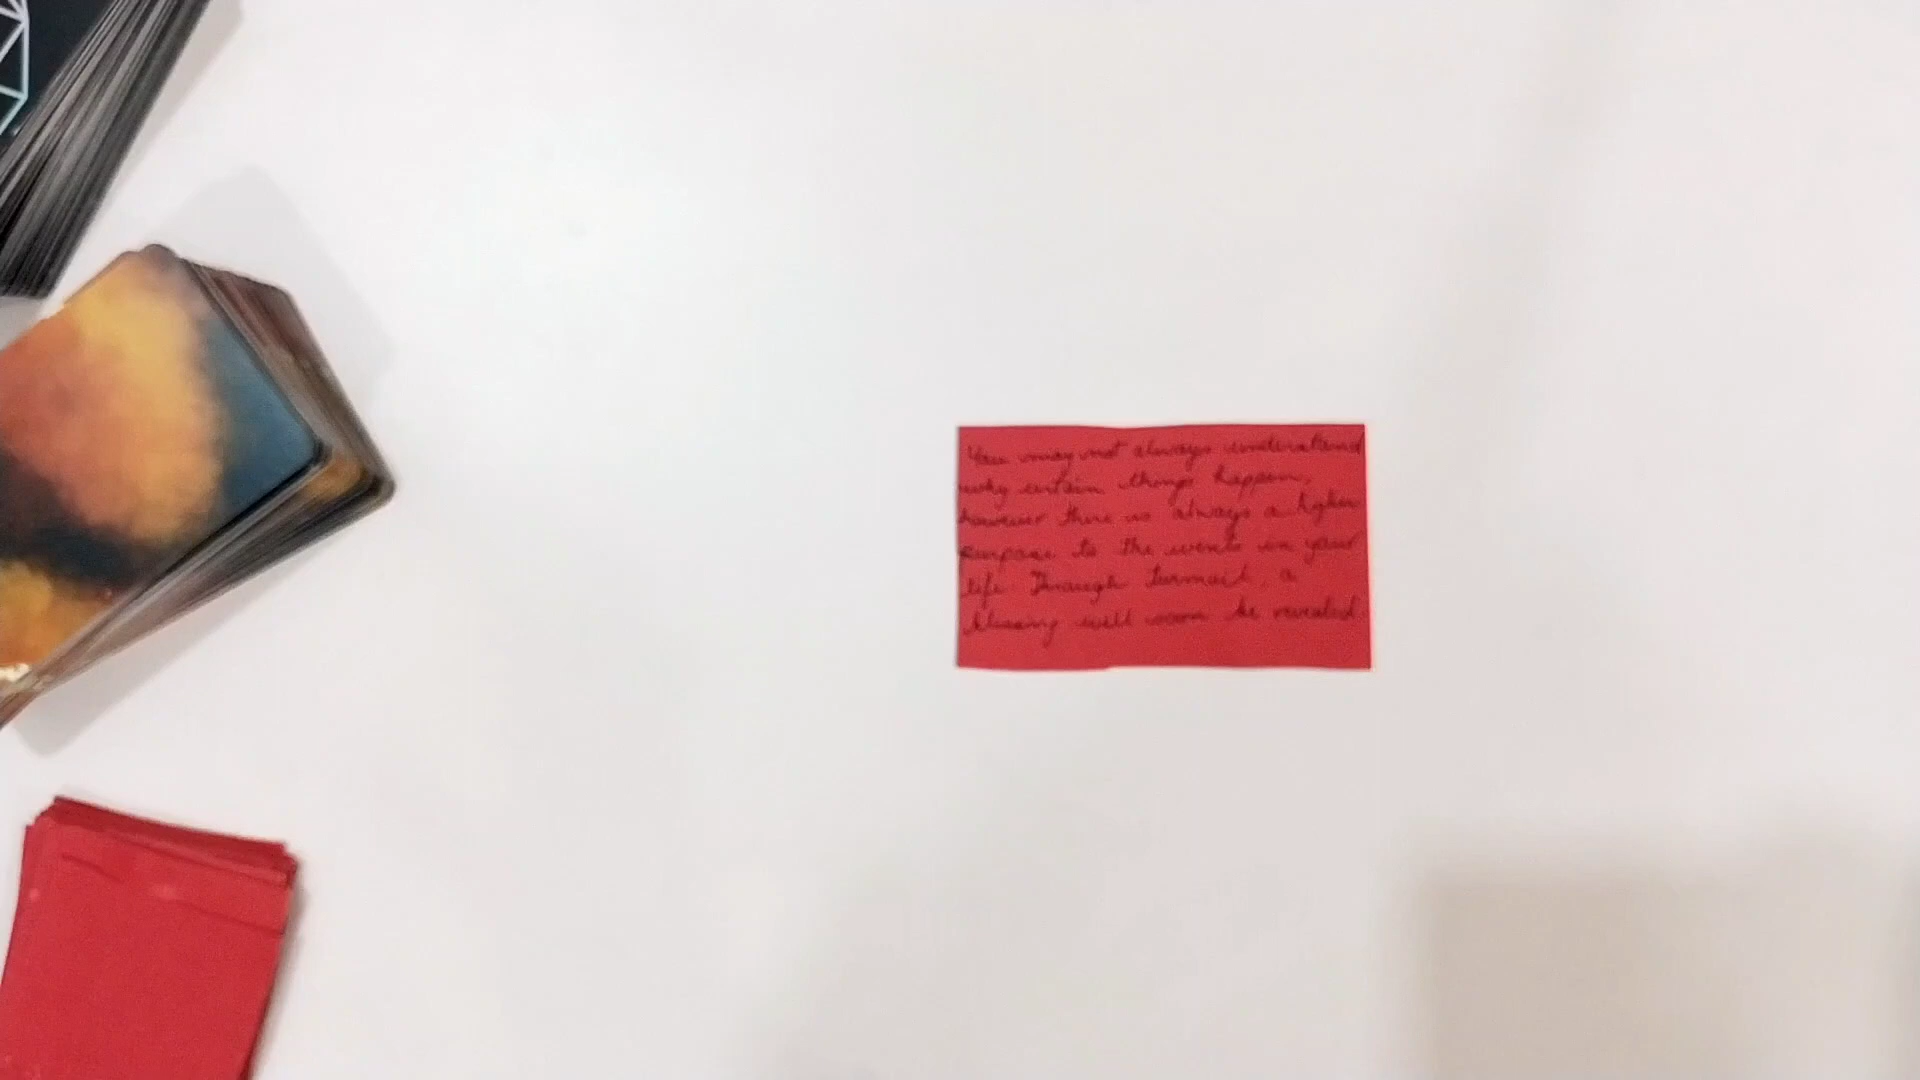 You may not always understand
why certain things happen,
however there is always a higher
purpose to the events in your
life. Through turmoil, a
blessing will soon be revealed.